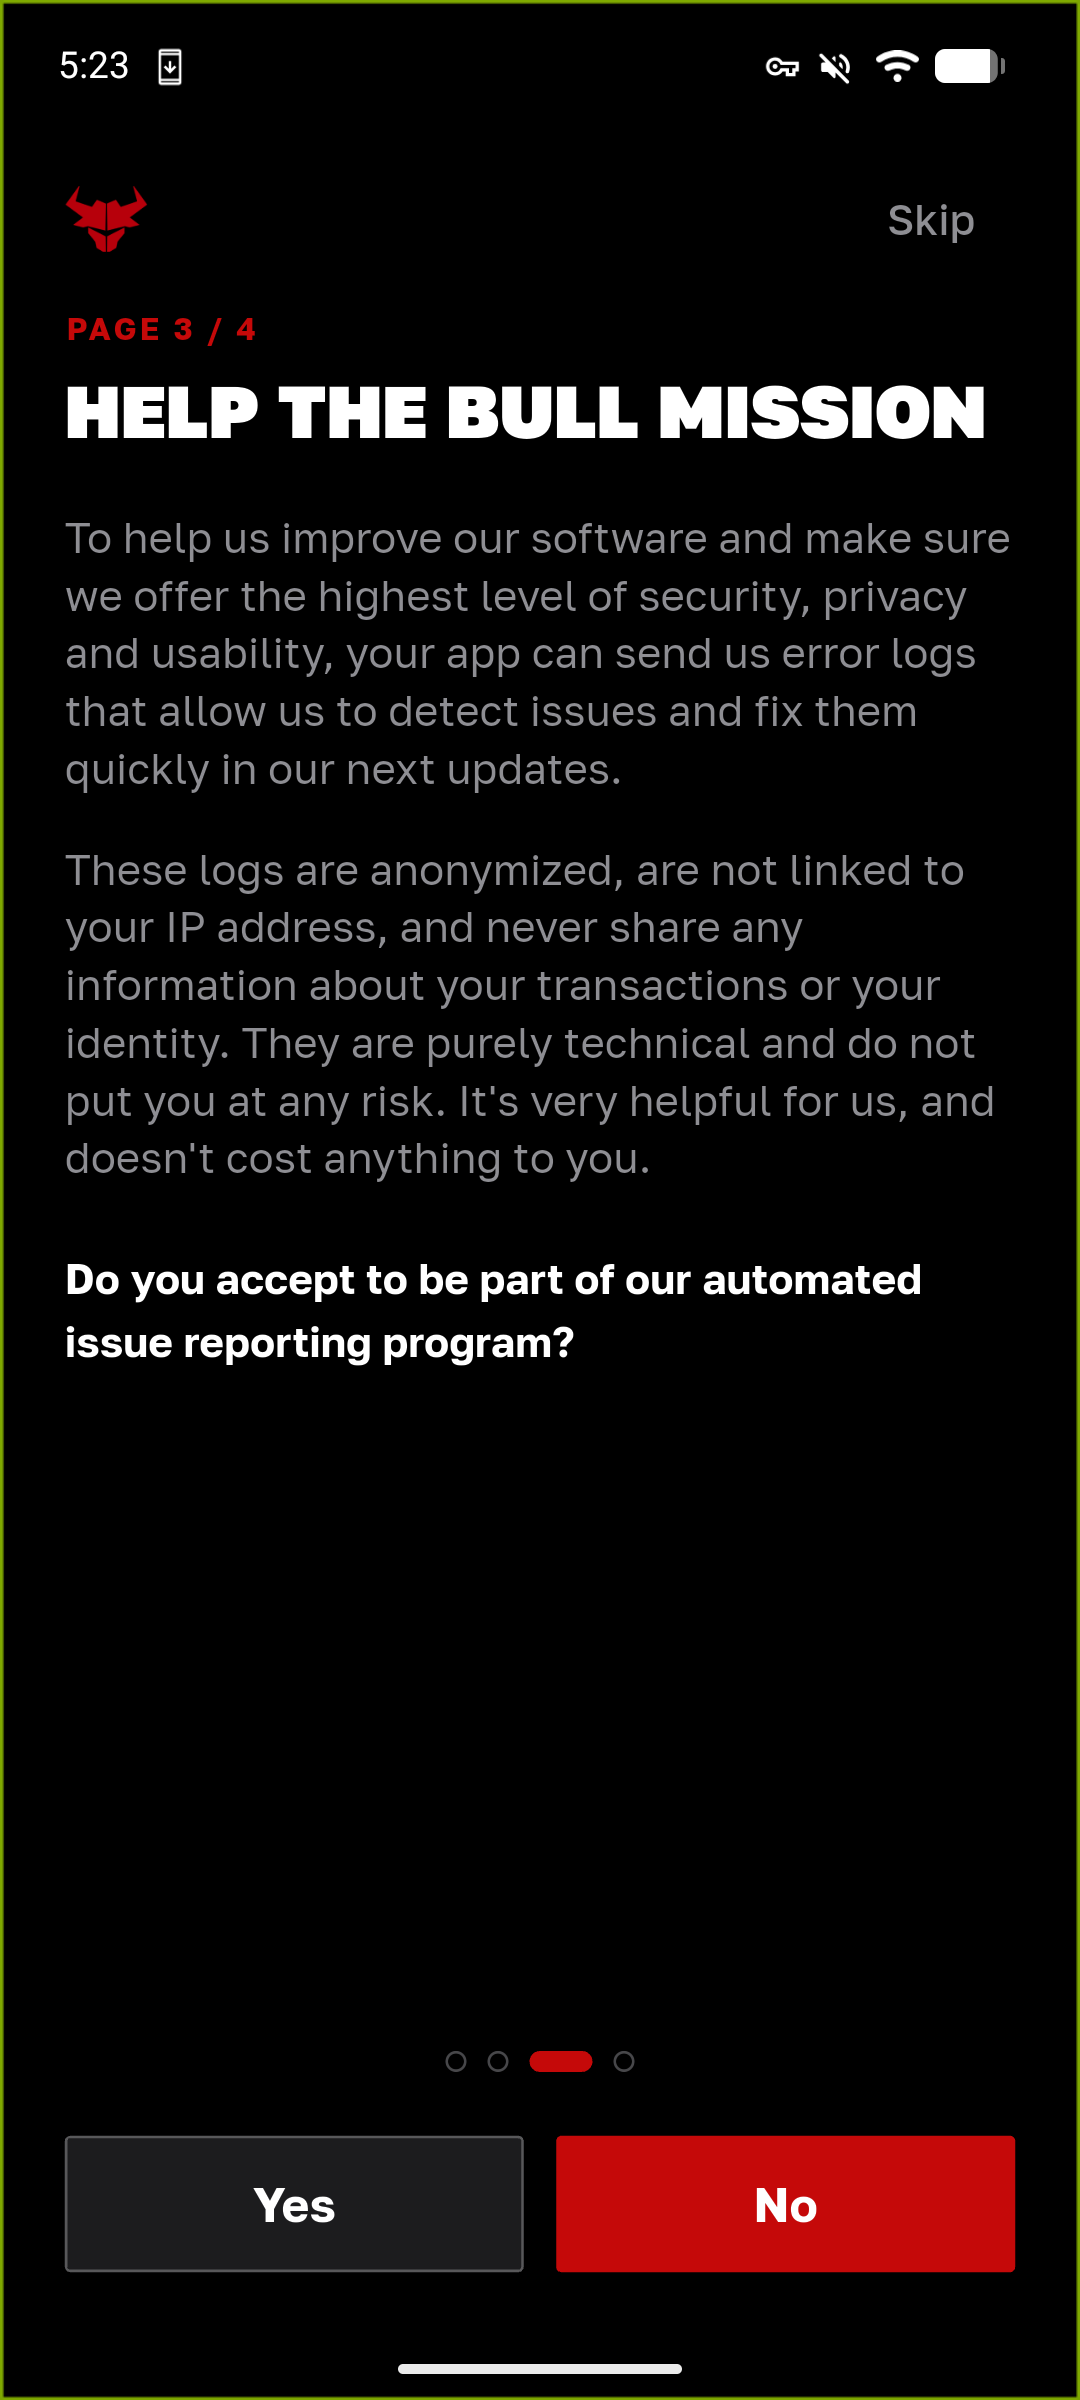 5:23
Skip
PAGE 3 / 4
HELP THE BULL MISSION
To help us improve our software and make sure
we offer the highest level of security, privacy
and usability, your app can send us error logs
that allow us to detect issues and fix them
quickly in our next updates.
These logs are anonymized, are not linked to
your IP address, and never share any
information about your transactions or your
identity. They are purely technical and do not
put you at any risk. It's very helpful for us, and
doesn't cost anything to you.
Do you accept to be part of our automated
issue reporting program?
Yes
No